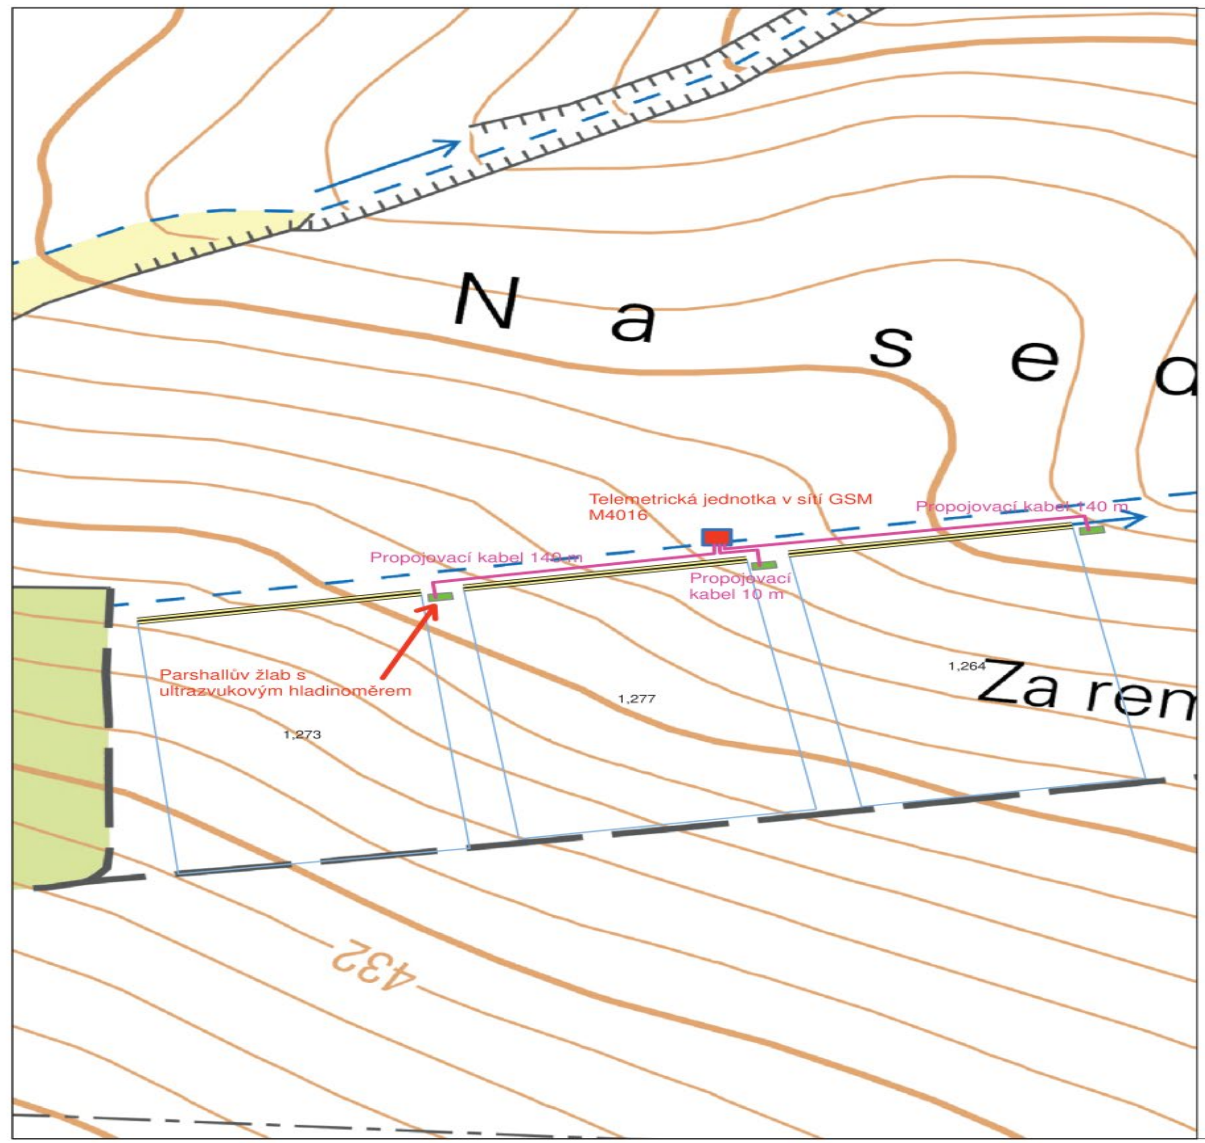 N a s e d
Telemetrická jednotka v sítí GSM
M4016
Propojovací kabel 140 m
Propojovací kabel 140 m
Propojovací
kabel 10 m
Parshallův žlab s
ultrazvukovým hladinoměrem
1,264
Za rem
1,277
1,273
432